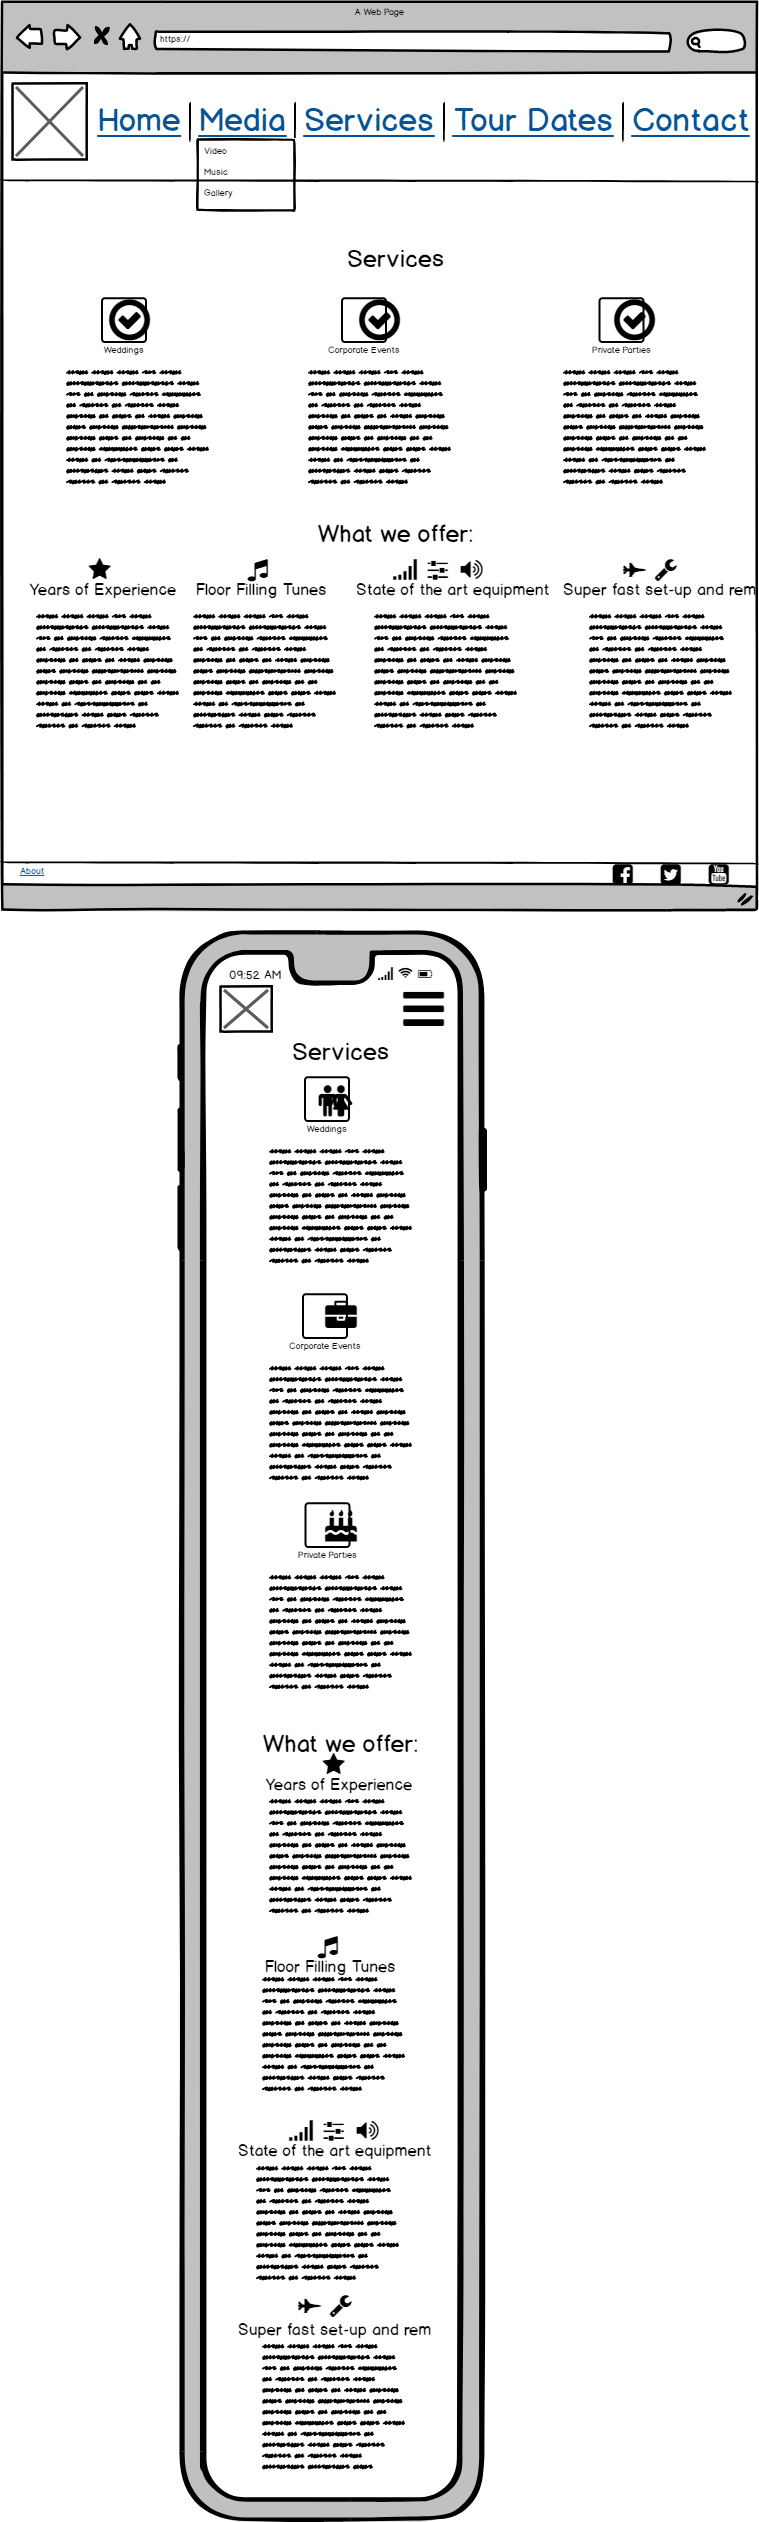 A Web Page
https://
Home Media Services Tour Dates Contact
Video
Music
Gallery
Services
Weddings Corporate Events Private Parties
What we offer:
Years of Experience Floor Filling Tunes State of the art equipment Super fast set-up and rem
About
You
Tube
09:52 AM
Services
Weddings
Corporate Events
Private Parties
What we offer:
Years of Experience
Floor Filling Tunes
State of the art equipment
Super fast set-up and rem